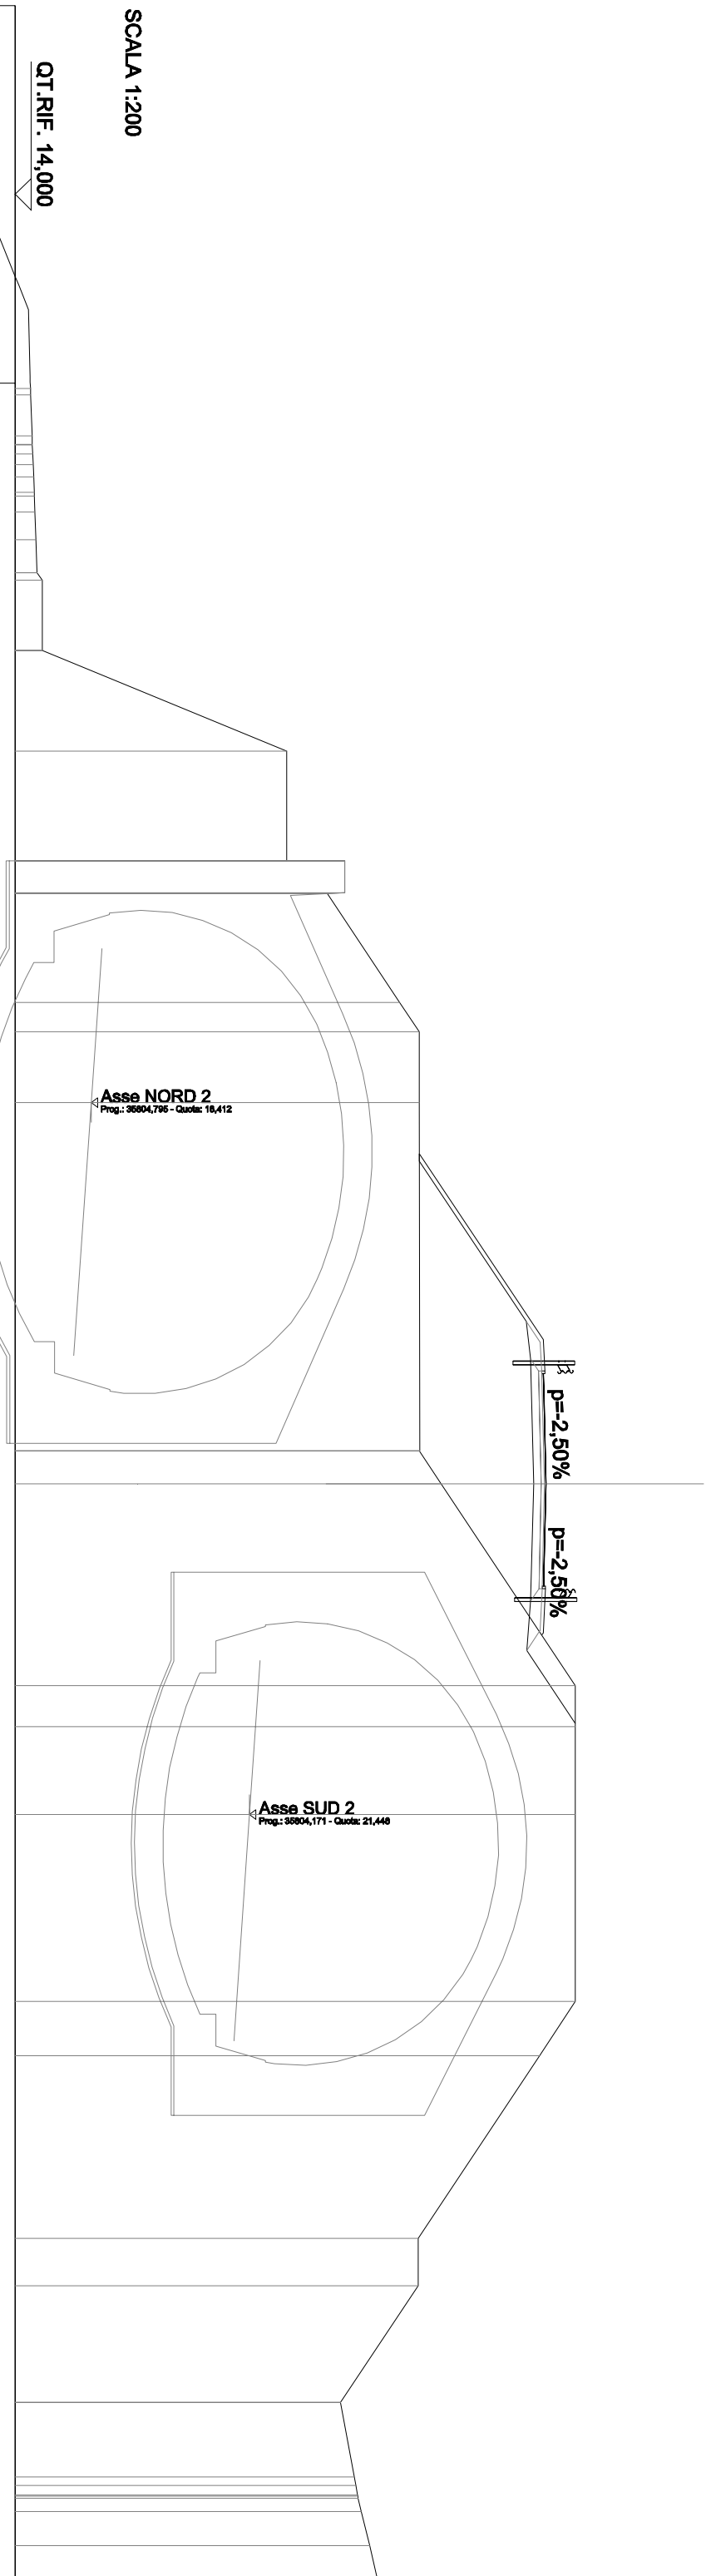 SCALA 1:200
QT.RIF. 14,000
Asse NORD 2
Prog.: 35604,795 - Quota: 16,412
p=-2,50%
p=-2,50%
Asse SUD 2
Prog.: 35604,171 - Quota: 21,446